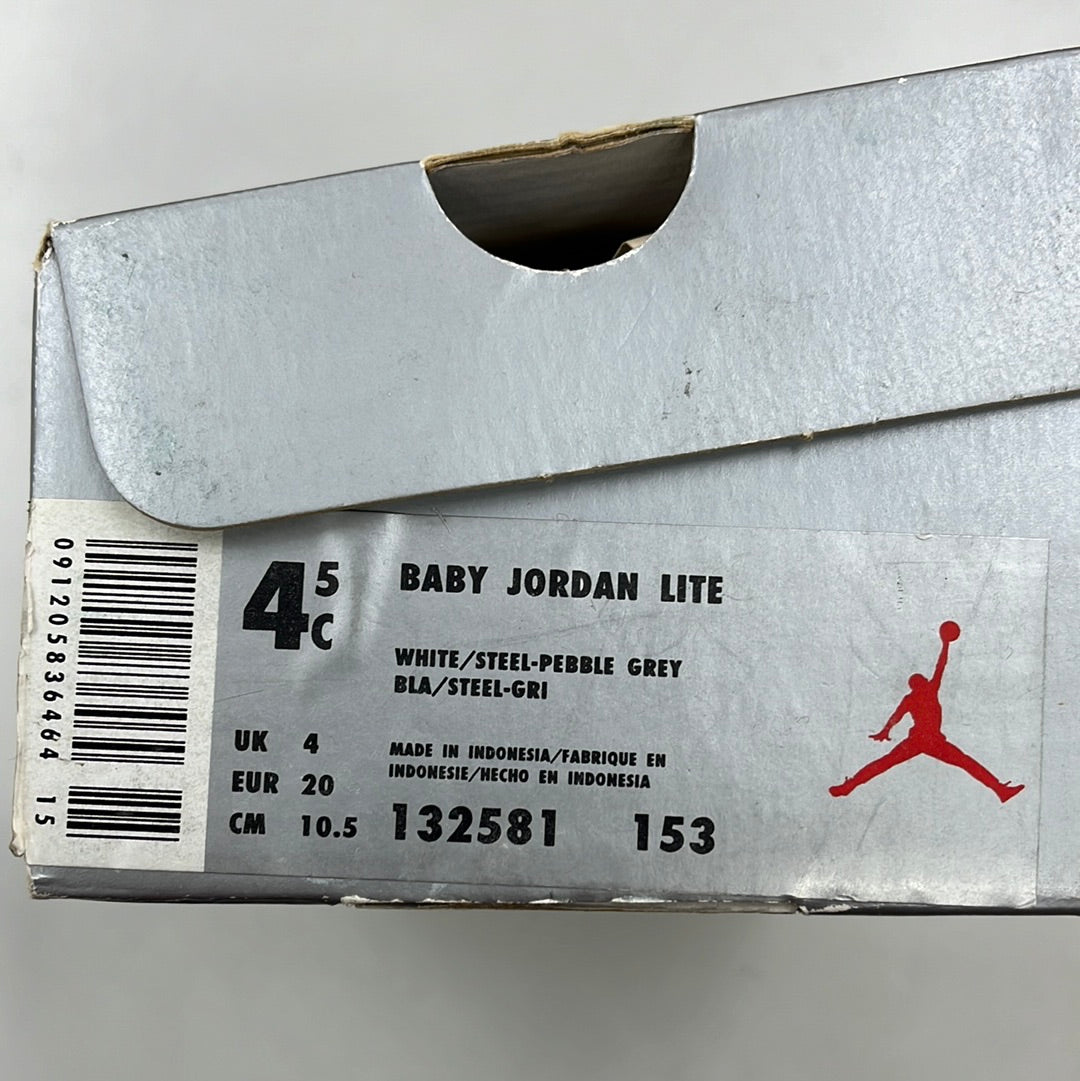 091205836464 15
4 5 C
BABY JORDAN LITE
WHITE/STEEL-PEBBLE GREY
BLA/STEEL-GRI
UK 4
EUR 20
CM 10.5
MADE IN INDONESIA/FABRIQUE EN
INDONESIE/HECHO EN INDONESIA
132581 153